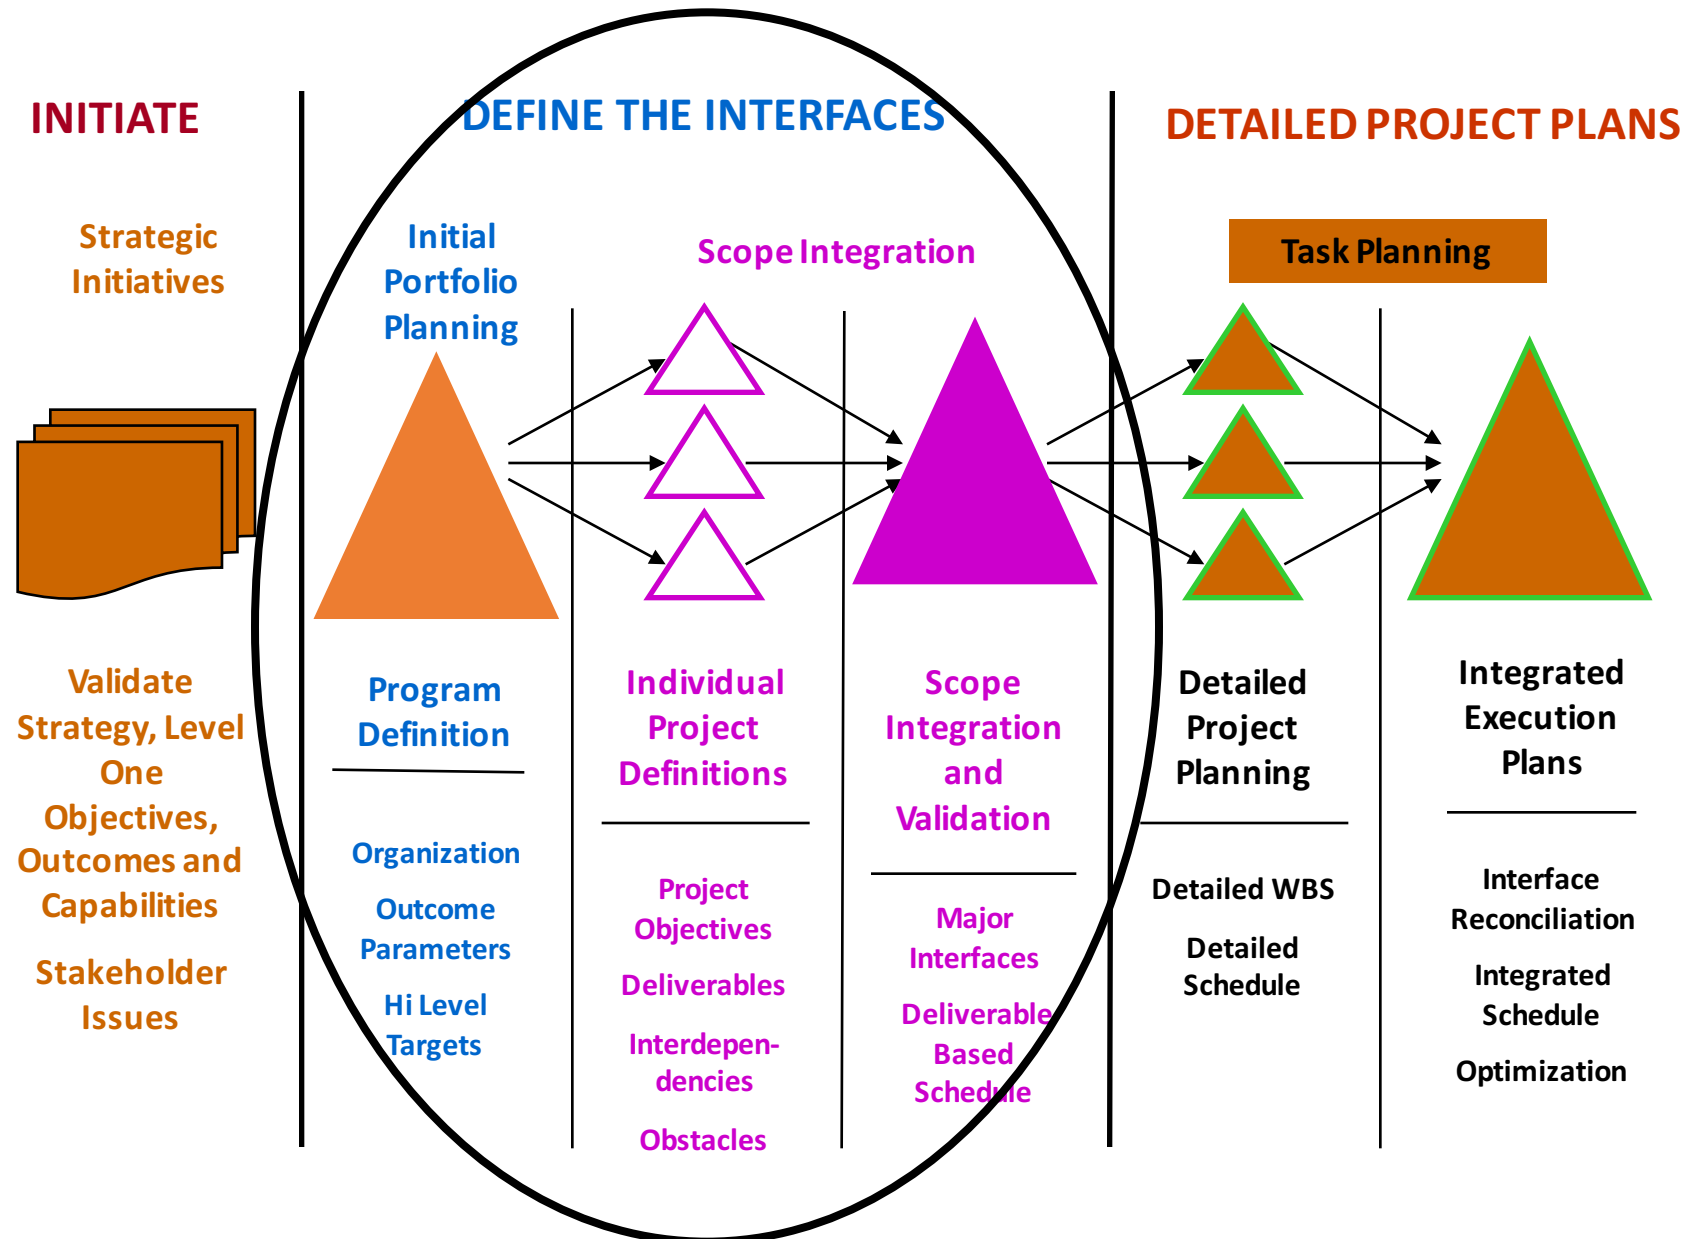 INITIATE
DEFINE THE INTERFACES
DETAILED PROJECT PLANS
Strategic
Initiatives
Initial
Portfolio
Planning
Scope Integration
Task Planning
Validate
Strategy, Level
One
Objectives,
Outcomes and
Capabilities
Stakeholder
Issues
Program
Definition
Organization
Outcome
Parameters
Hi Level
Targets
Individual
Project
Definitions
Project
Objectives
Deliverables
Interdepen-
dencies
Obstacles
Scope
Integration
and
Validation
Major
Interfaces
Deliverable
Based
Schedule
Detailed
Project
Planning
Detailed WBS
Detailed
Schedule
Integrated
Execution
Plans
Interface
Reconciliation
Integrated
Schedule
Optimization